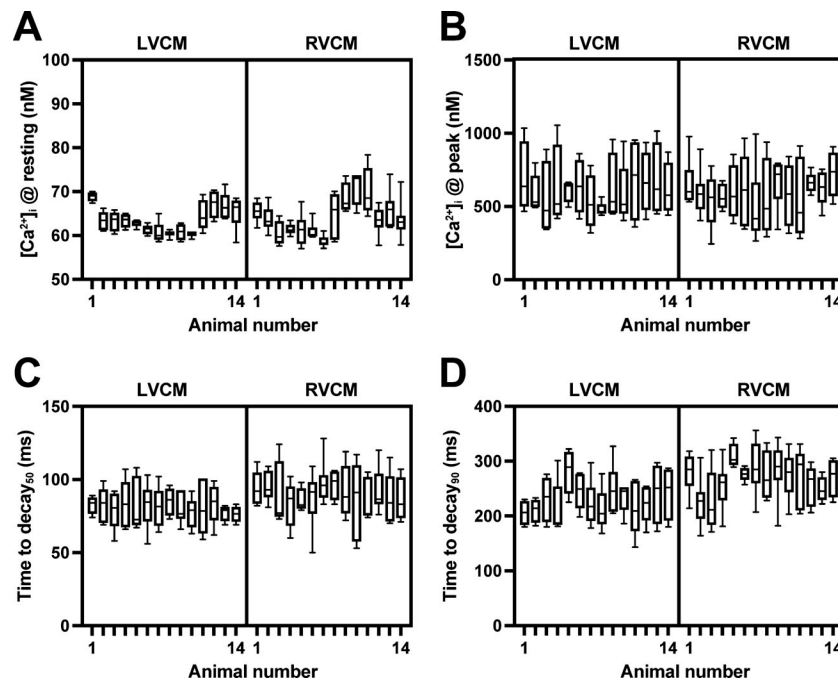 A
LVCM RVCM
[Ca²⁺]ᵢ @ resting (nM)
100
90
80
70
60
50
1 14 1 14
Animal number
B
LVCM RVCM
[Ca²⁺]ᵢ @ peak (nM)
1500
1000
500
0
1 14 1 14
Animal number
C
LVCM RVCM
Time to decay₅₀ (ms)
150
100
50
0
1 14 1 14
Animal number
D
LVCM RVCM
Time to decay₉₀ (ms)
400
300
200
100
0
1 14 1 14
Animal number